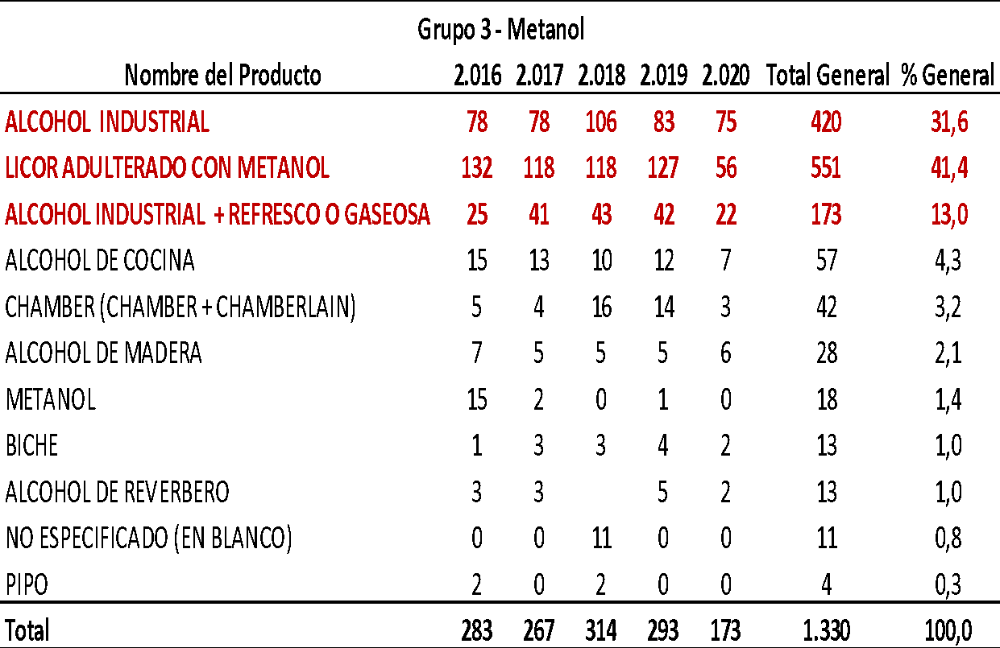 Grupo 3 - Metanol
Nombre del Producto 2.016 2.017 2.018 2.019 2.020 Total General % General
ALCOHOL INDUSTRIAL 78 78 106 83 75 420 31,6
LICOR ADULTERADO CON METANOL 132 118 118 127 56 551 41,4
ALCOHOL INDUSTRIAL + REFRESCO O GASEOSA 25 41 43 42 22 173 13,0
ALCOHOL DE COCINA 15 13 10 12 7 57 4,3
CHAMBER (CHAMBER + CHAMBERLAIN) 5 4 16 14 3 42 3,2
ALCOHOL DE MADERA 7 5 5 5 6 28 2,1
METANOL 15 2 0 1 0 18 1,4
BICHE 1 3 3 4 2 13 1,0
ALCOHOL DE REVERBERO 3 3 5 2 13 1,0
NO ESPECIFICADO (EN BLANCO) 0 0 11 0 0 11 0,8
PIPO 2 0 2 0 0 4 0,3
Total 283 267 314 293 173 1.330 100,0